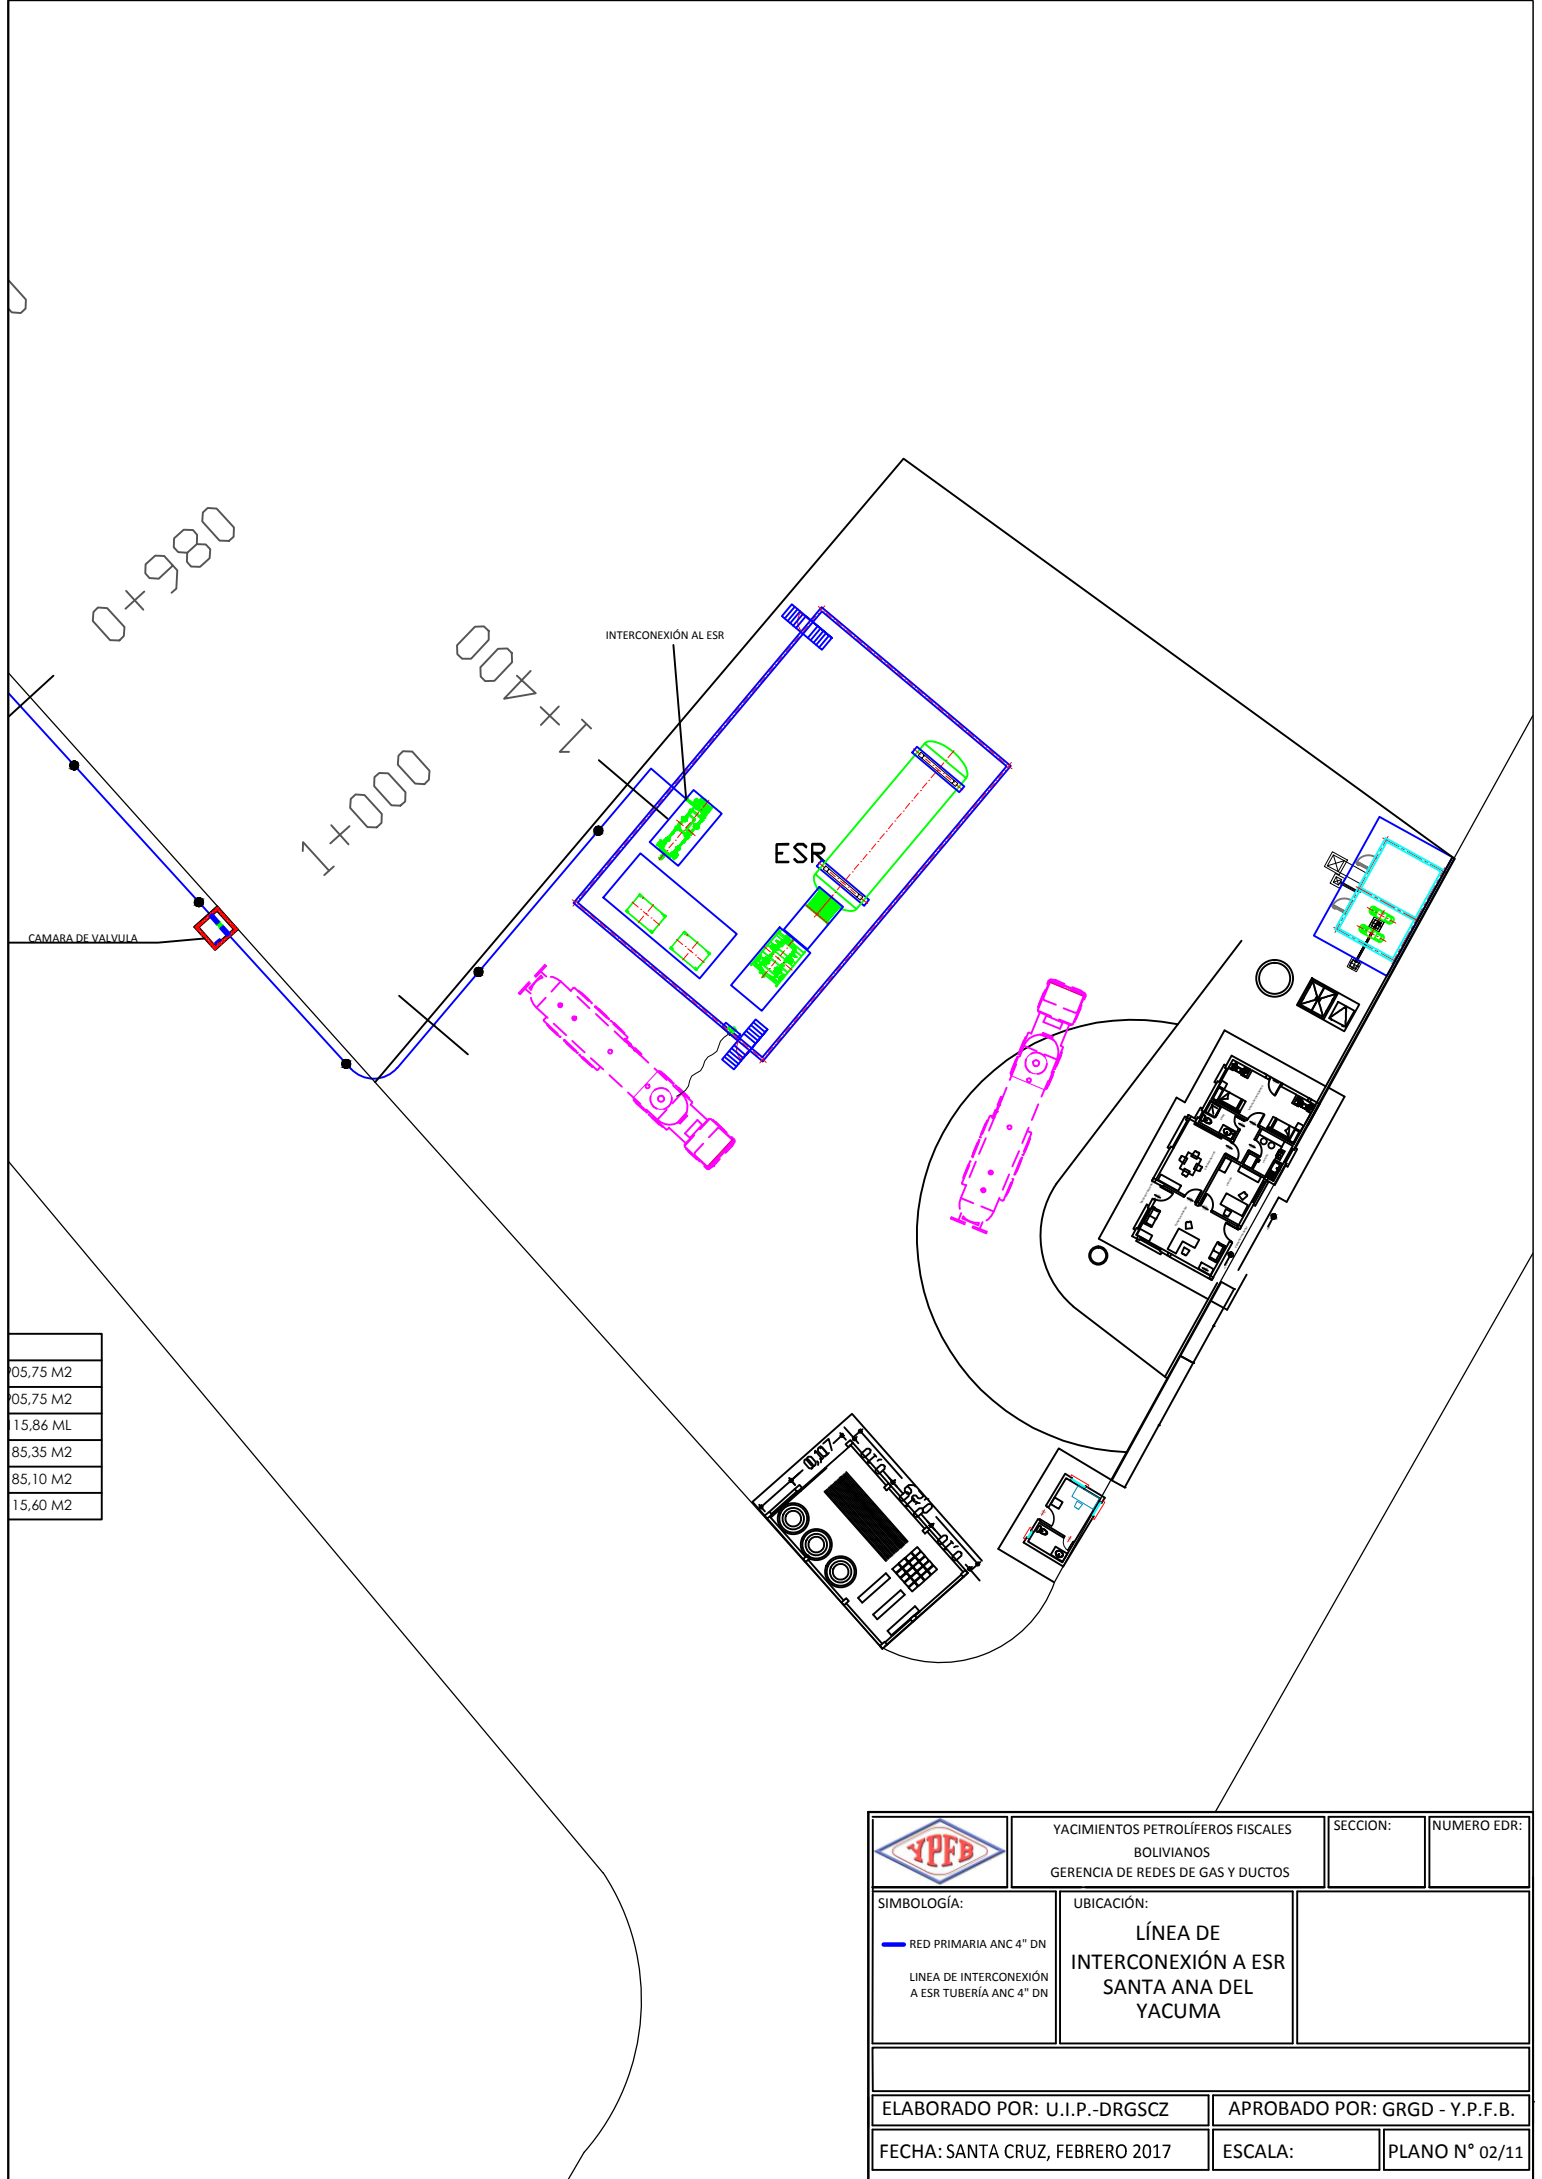 0+980
INTERCONEXIÓN AL ESR
1+400
1+000
ESR
CAMARA DE VALVULA
05,75 M2
05,75 M2
15,86 ML
85,35 M2
85,10 M2
15,60 M2
0,10
0,10
YPFB
YACIMIENTOS PETROLÍFEROS FISCALES
BOLIVIANOS
GERENCIA DE REDES DE GAS Y DUCTOS
SECCION:
NUMERO EDR:
SIMBOLOGÍA:
RED PRIMARIA ANC 4" DN
LINEA DE INTERCONEXIÓN
A ESR TUBERÍA ANC 4" DN
UBICACIÓN:
LÍNEA DE
INTERCONEXIÓN A ESR
SANTA ANA DEL
YACUMA
ELABORADO POR: U.I.P.-DRGSCZ
APROBADO POR: GRGD - Y.P.F.B.
FECHA: SANTA CRUZ, FEBRERO 2017
ESCALA:
PLANO N° 02/11